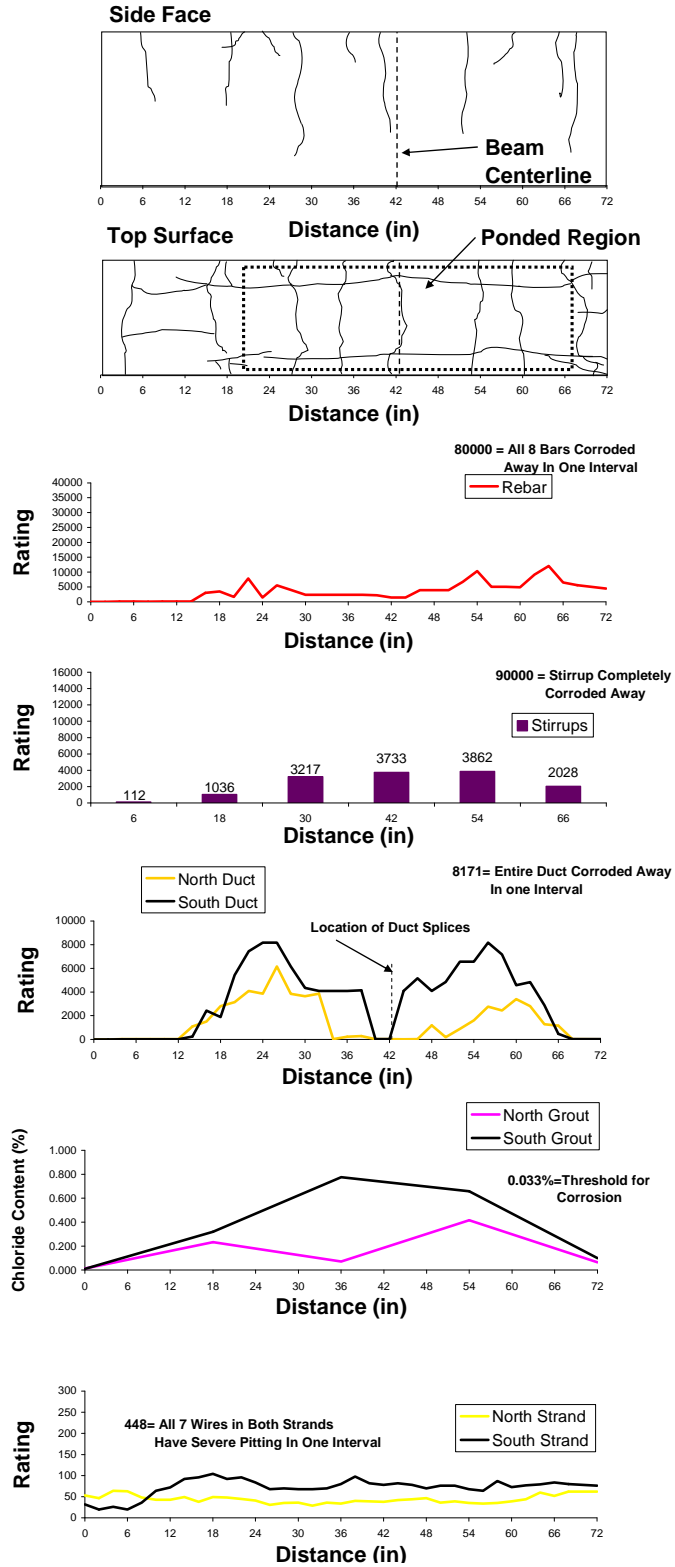 Side Face
Beam
Centerline
0 6 12 18 24 30 36 42 48 54 60 66 72
Distance (in)
Top Surface
Ponded Region
0 6 12 18 24 30 36 42 48 54 60 66 72
Distance (in)
80000 = All 8 Bars Corroded
Away In One Interval
Rebar
Rating
40000
35000
30000
25000
20000
15000
10000
5000
0
0 6 12 18 24 30 36 42 48 54 60 66 72
Distance (in)
90000 = Stirrup Completely
Corroded Away
Stirrups
Rating
16000
14000
12000
10000
8000
6000
4000
2000
0
112 1036 3217 3733 3862 2028
6 18 30 42 54 66
Distance (in)
North Duct
South Duct
8171= Entire Duct Corroded Away
In one Interval
Location of Duct Splices
Rating
10000
8000
6000
4000
2000
0
0 6 12 18 24 30 36 42 48 54 60 66 72
Distance (in)
North Grout
South Grout
0.033%=Threshold for
Corrosion
Chloride Content (%)
1.000
0.800
0.600
0.400
0.200
0.000
0 6 12 18 24 30 36 42 48 54 60 66 72
Distance (in)
North Strand
South Strand
448= All 7 Wires in Both Strands
Have Severe Pitting In One Interval
Rating
300
250
200
150
100
50
0
0 6 12 18 24 30 36 42 48 54 60 66 72
Distance (in)